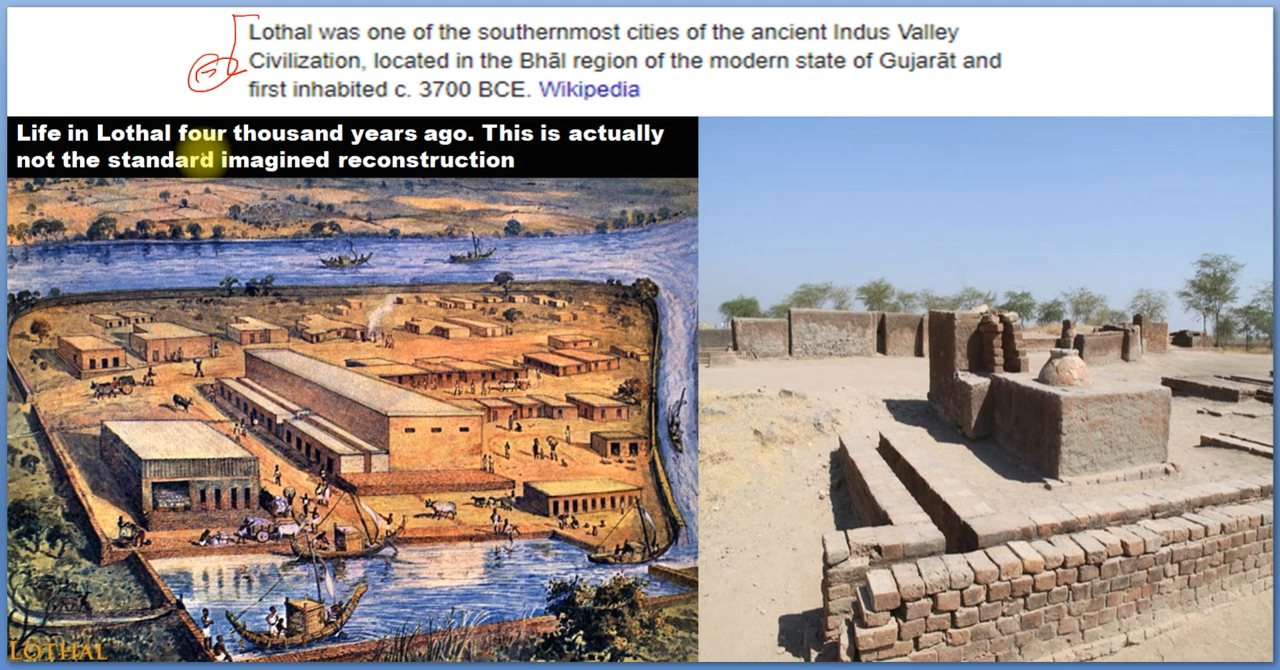 Lothal was one of the southernmost cities of the ancient Indus Valley
Civilization, located in the Bhāl region of the modern state of Gujarāt and
first inhabited c. 3700 BCE. Wikipedia
Life in Lothal four thousand years ago. This is actually
not the standard imagined reconstruction
LOTHAL